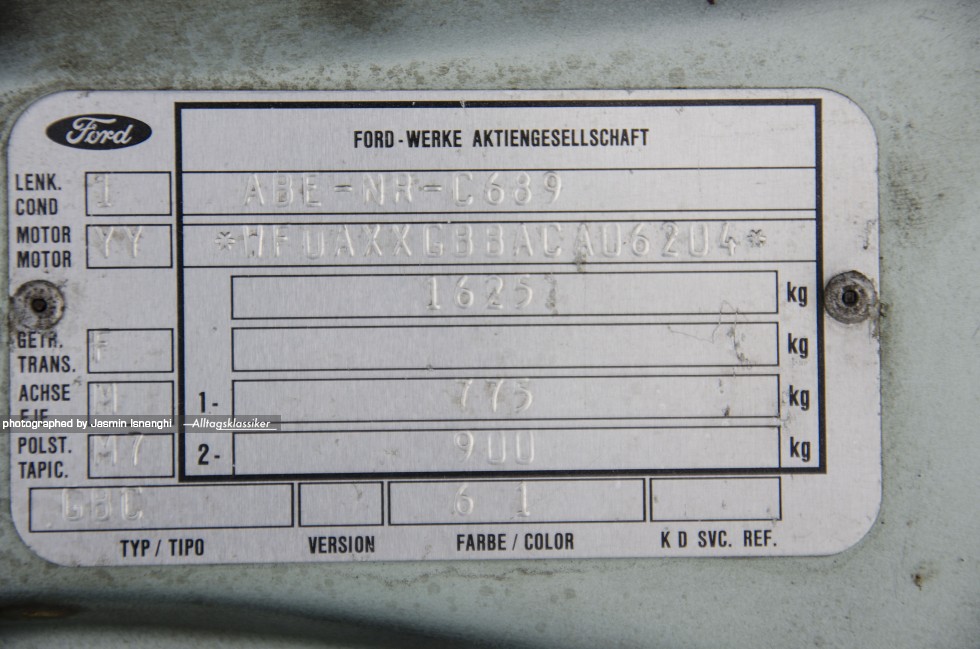 Ford
FORD-WERKE AKTIENGESELLSCHAFT
LENK.
COND
1
ABE-NR-C689
MOTOR
MOTOR
YY
*WF0AXXGBBACA06204*
1625
kg
GETR.
TRANS.
F
kg
ACHSE
EJE
1-
775
kg
photographed by Jasmin Isnenghi. —Alltagsklassiker
POLST.
TAPIC.
M7
2-
900
kg
GBC
6 1
TYP / TIPO
VERSION
FARBE / COLOR
K D SVC. REF.